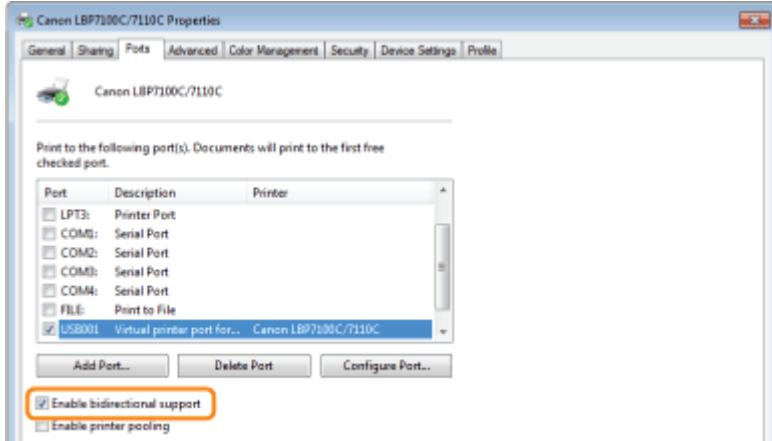 Canon LBP7100C/7110C Properties
General Sharing Ports Advanced Color Management Security Device Settings Profile
Canon LBP7100C/7110C
Print to the following port(s). Documents will print to the first free
checked port.
Port Description Printer
LPT3: Printer Port
COM1: Serial Port
COM2: Serial Port
COM3: Serial Port
COM4: Serial Port
FILE: Print to File
USB001 Virtual printer port for... Canon LBP7100C/7110C
Add Port... Delete Port Configure Port...
Enable bidirectional support
Enable printer pooling